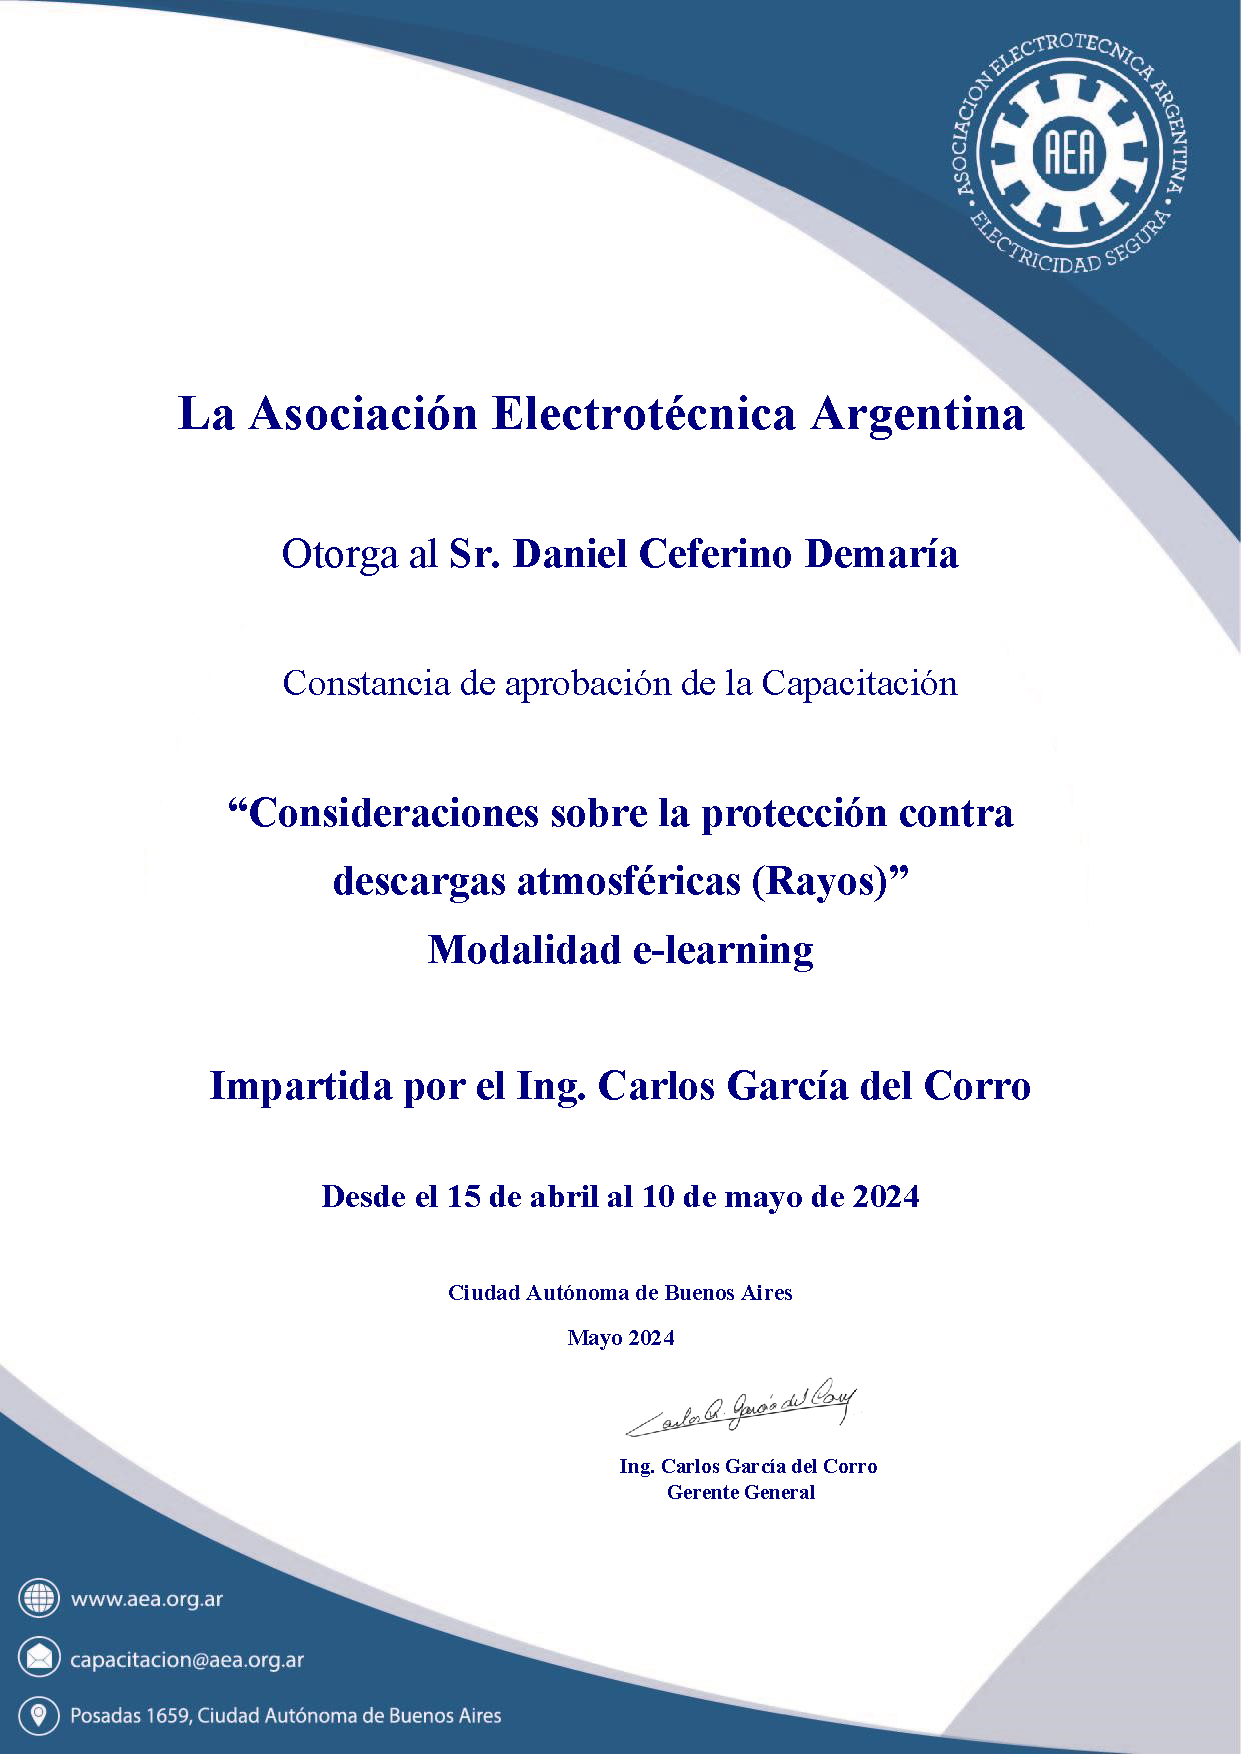 ASOCIACION ELECTROTECNICA ARGENTINA
AEA
• ELECTRICIDAD SEGURA •
La Asociación Electrotécnica Argentina
Otorga al Sr. Daniel Ceferino Demaría
Constancia de aprobación de la Capacitación
“Consideraciones sobre la protección contra
descargas atmosféricas (Rayos)”
Modalidad e-learning
Impartida por el Ing. Carlos García del Corro
Desde el 15 de abril al 10 de mayo de 2024
Ciudad Autónoma de Buenos Aires
Mayo 2024
Carlos A. García del Corro
Ing. Carlos García del Corro
Gerente General
www.aea.org.ar
capacitacion@aea.org.ar
Posadas 1659, Ciudad Autónoma de Buenos Aires